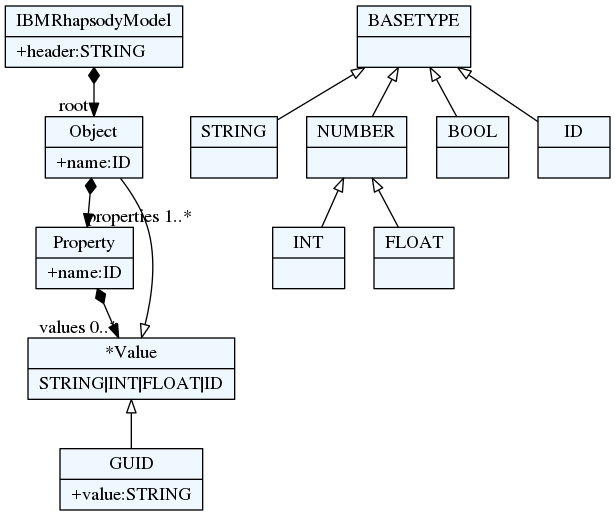 IBMRhapsodyModel
+header:STRING
BASETYPE
root
Object
+name:ID
STRING
NUMBER
BOOL
ID
properties 1..*
Property
+name:ID
INT
FLOAT
values 0..
*Value
STRING|INT|FLOAT|ID
GUID
+value:STRING